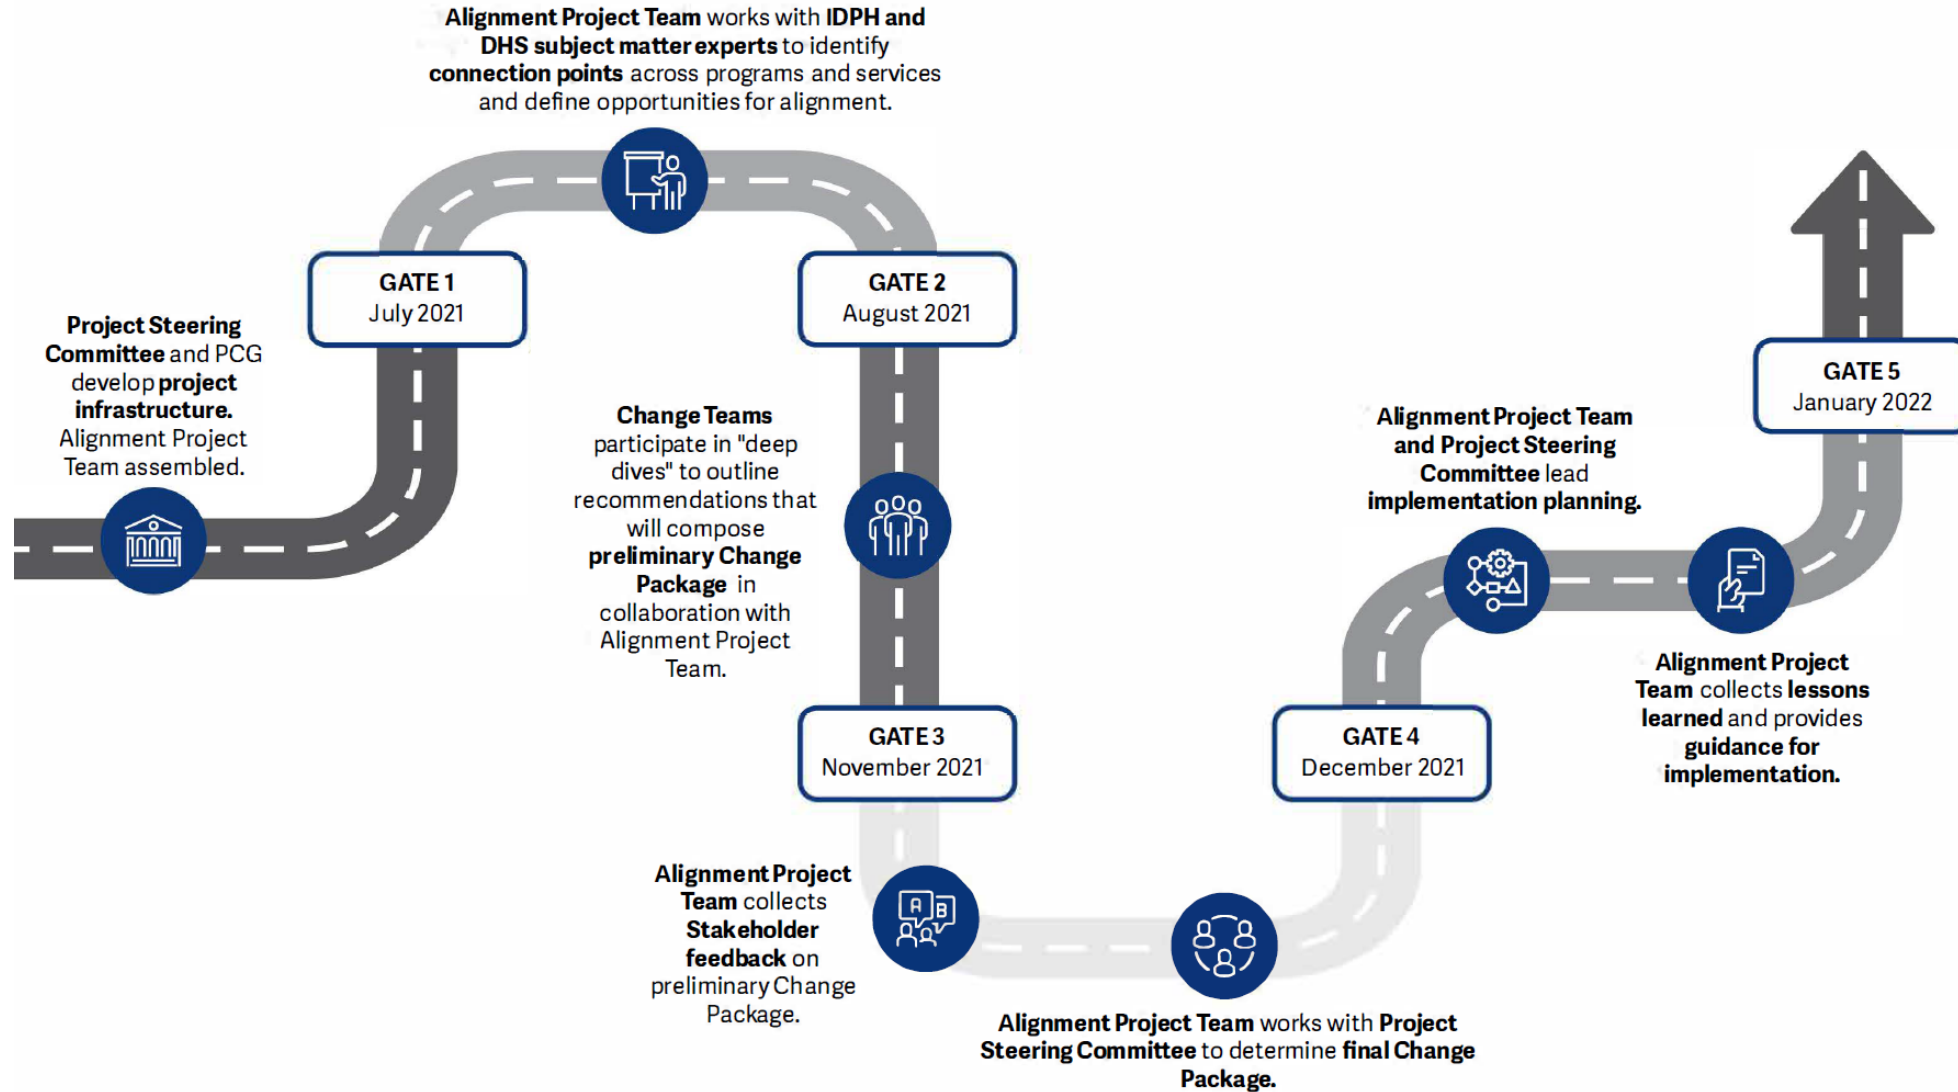 Alignment Project Team works with IDPH and
DHS subject matter experts to identify
connection points across programs and services
and define opportunities for alignment.
GATE 1
July 2021
GATE 2
August 2021
Project Steering
Committee and PCG
develop project
infrastructure.
Alignment Project
Team assembled.
Change Teams
participate in "deep
dives" to outline
recommendations that
will compose
preliminary Change
Package in
collaboration with
Alignment Project
Team.
GATE 3
November 2021
Alignment Project
Team collects
Stakeholder
feedback on
preliminary Change
Package.
A B
Alignment Project Team works with Project
Steering Committee to determine final Change
Package.
GATE 4
December 2021
Alignment Project Team
and Project Steering
Committee lead
implementation planning.
Alignment Project
Team collects lessons
learned and provides
guidance for
implementation.
GATE 5
January 2022